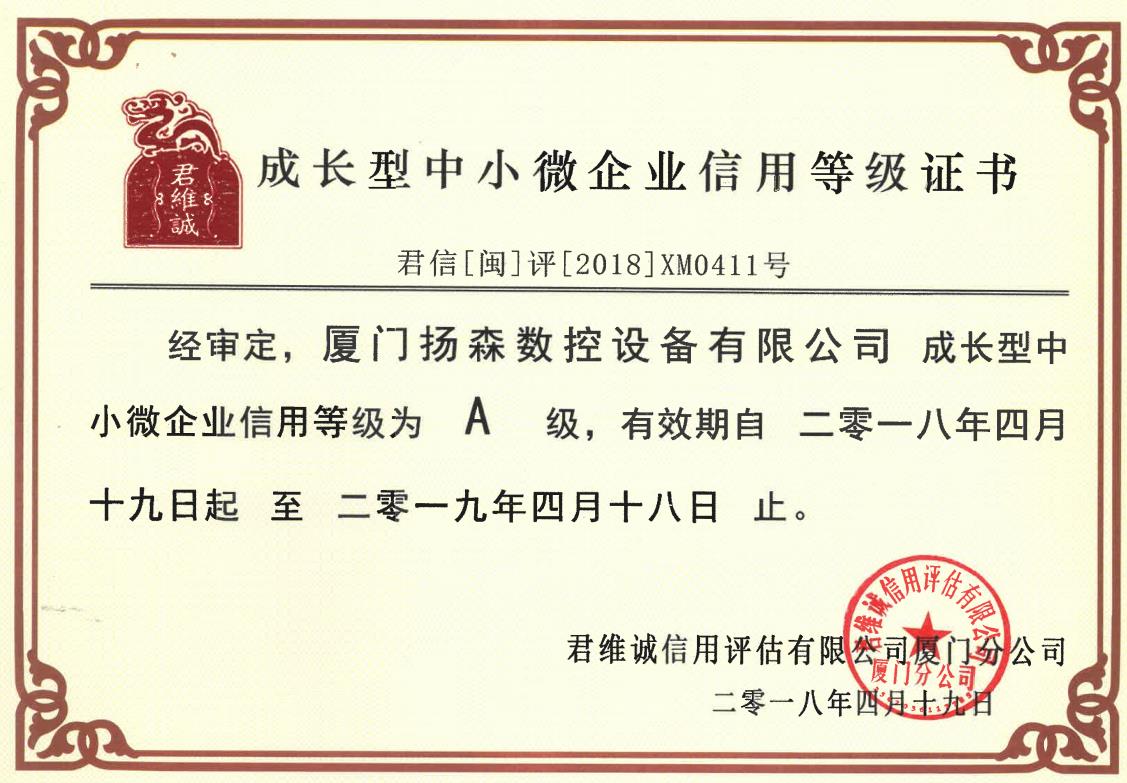 君維誠
成长型中小微企业信用等级证书
君信[闽]评[2018]XM0411号
经审定，厦门扬森数控设备有限公司 成长型中
小微企业信用等级为 A 级，有效期自 二零一八年四月
十九日起 至 二零一九年四月十八日 止。
君维诚信用评估有限公司
厦门分公司
君维诚信用评估有限公司厦门分公司
二零一八年四月十九日